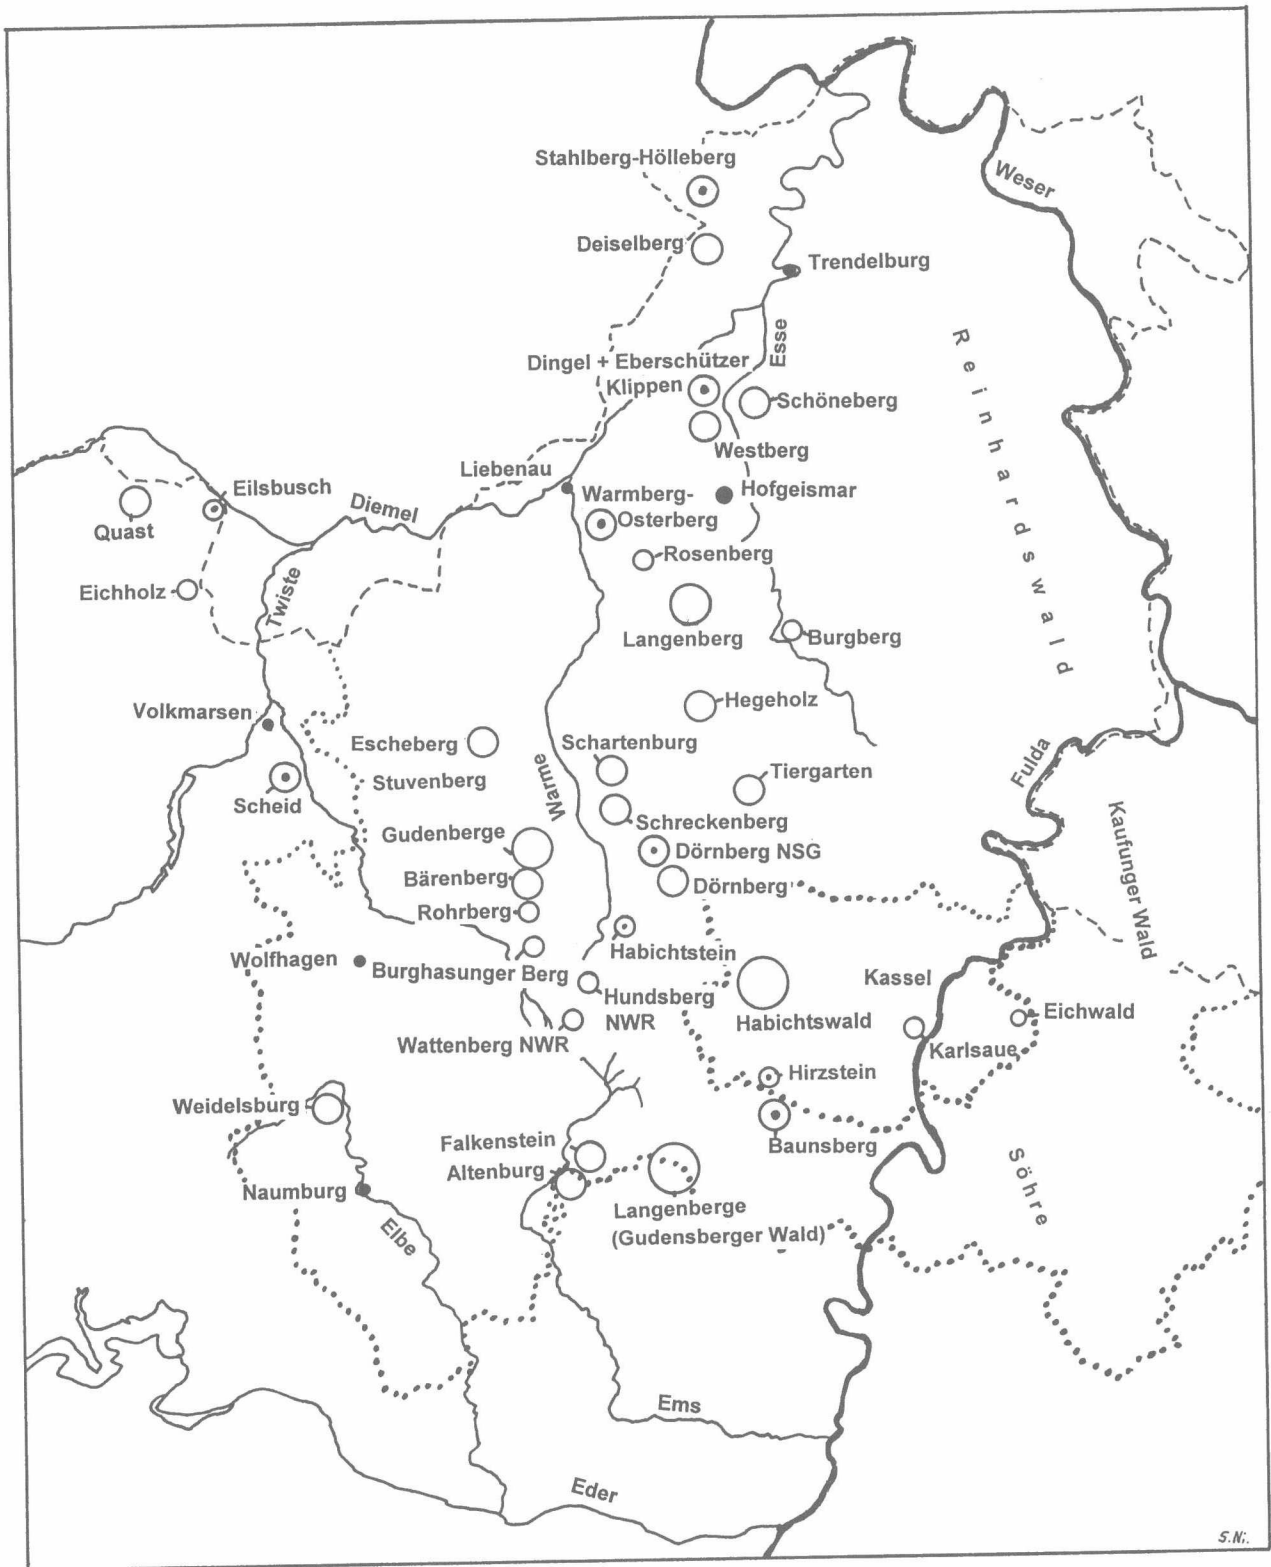 Stahlberg-Hölleberg
Weser
Deiselberg
Trendelburg
Esse
Reinhardswald
Dingel + Eberschützer
Klippen
Schöneberg
Westberg
Liebenau
Eilsbusch
Diemel
Warmberg-
Osterberg
Hofgeismar
Quast
Rosenberg
Eichholz
Twiste
Langenberg
Burgberg
Volkmarsen
Hegeholz
Escheberg
Schartenburg
Fulda
Stuvenberg
Warme
Tiergarten
Scheid
Schreckenberg
Kaufunger Wald
Gudenberge
Dörnberg NSG
Bärenberg
Dörnberg
Rohrberg
Habichtstein
Wolfhagen
Burghasunger Berg
Kassel
Hundsberg
NWR
Habichtswald
Eichwald
Wattenberg NWR
Karlsaue
Hirzstein
Weidelsburg
Baunsberg
Falkenstein
Altenburg
Söhre
Naumburg
Langenberge
(Gudensberger Wald)
Elbe
Ems
Eder
S.Ni.